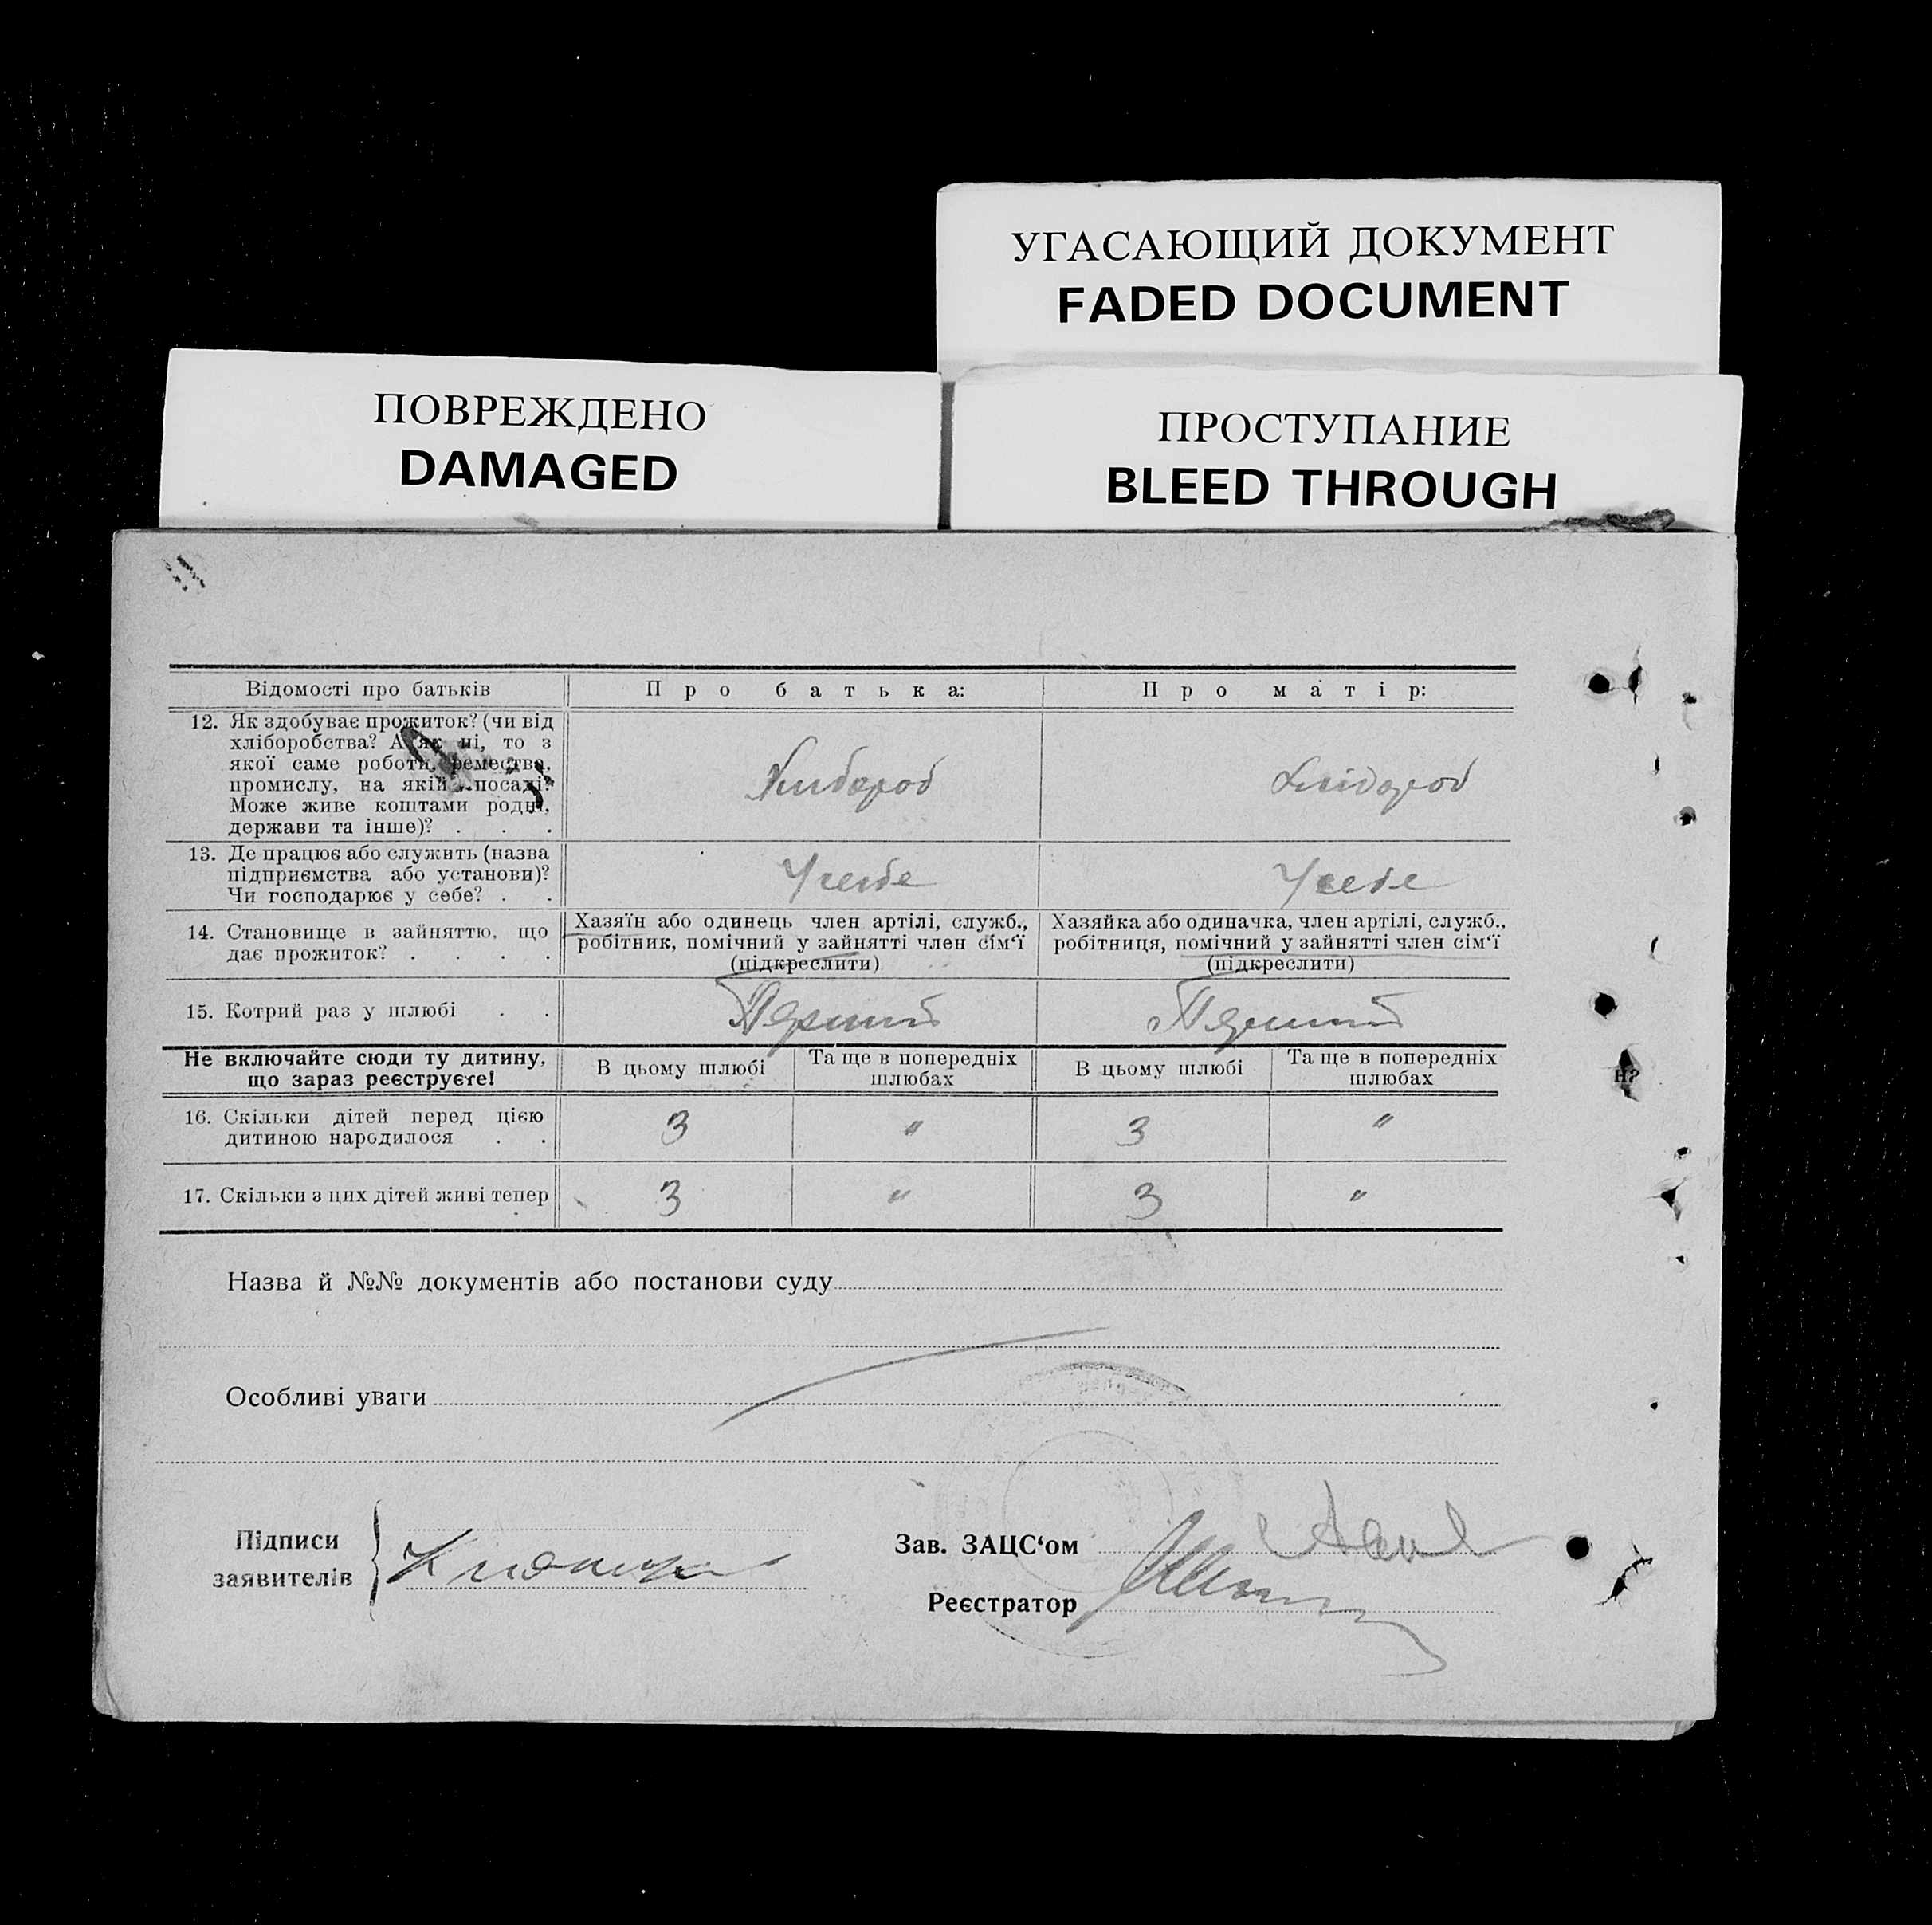 УГАСАЮЩИЙ ДОКУМЕНТ
FADED DOCUMENT
ПОВРЕЖДЕНО
DAMAGED
ПРОСТУПАНИЕ
BLEED THROUGH
Відомості про батьків
Про батька:
Про матір:
12. Як здобуває прожиток? (чи від
хліборобства? А як ні, то з
якої саме роботи, ремества,
промислу, на якій посаді?
Може живе коштами родні,
держави та інше)? . . .
Хлібороб
Хлібороб
13. Де працює або служить (назва
підприємства або установи)?
Чи господарює у себе? . .
У себе
У себе
14. Становище в зайняттю, що
дає прожиток? . . . .
Хазяїн або одинець член артілі, служб.,
робітник, помічний у зайнятті член сім‘ї
(підкреслити)
Хазяйка або одиначка, член артілі, служб.,
робітниця, помічний у зайнятті член сім‘ї
(підкреслити)
15. Котрий раз у шлюбі . .
Перший
Перший
Не включайте сюди ту дитину,
що зараз реєструєте!
В цьому шлюбі
Та ще в попередніх
шлюбах
В цьому шлюбі
Та ще в попередніх
шлюбах
н?
16. Скільки дітей перед цією
дитиною народилося . .
3 " 3 "
17. Скільки з цих дітей живі тепер
3 " 3 "
Назва й №№ документів або постанови суду
Особливі уваги
Підписи
заявителів
Зав. ЗАЦС‘ом
Реєстратор